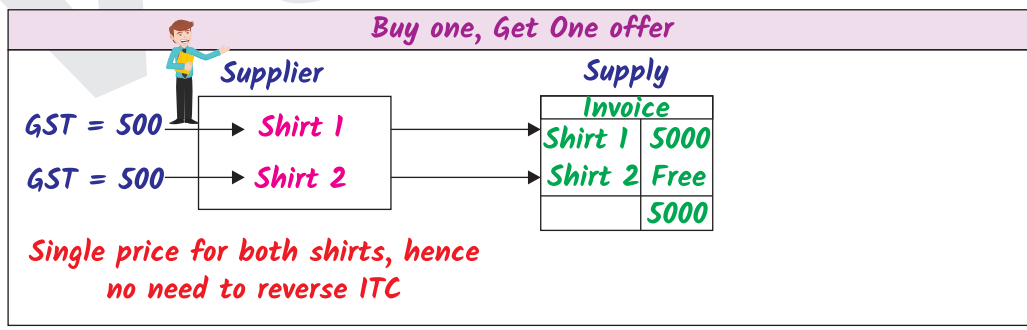 Buy one, Get One offer
Supplier
Supply
Invoice
GST = 500 Shirt 1 Shirt 1 5000
GST = 500 Shirt 2 Shirt 2 Free
5000
Single price for both shirts, hence
no need to reverse ITC